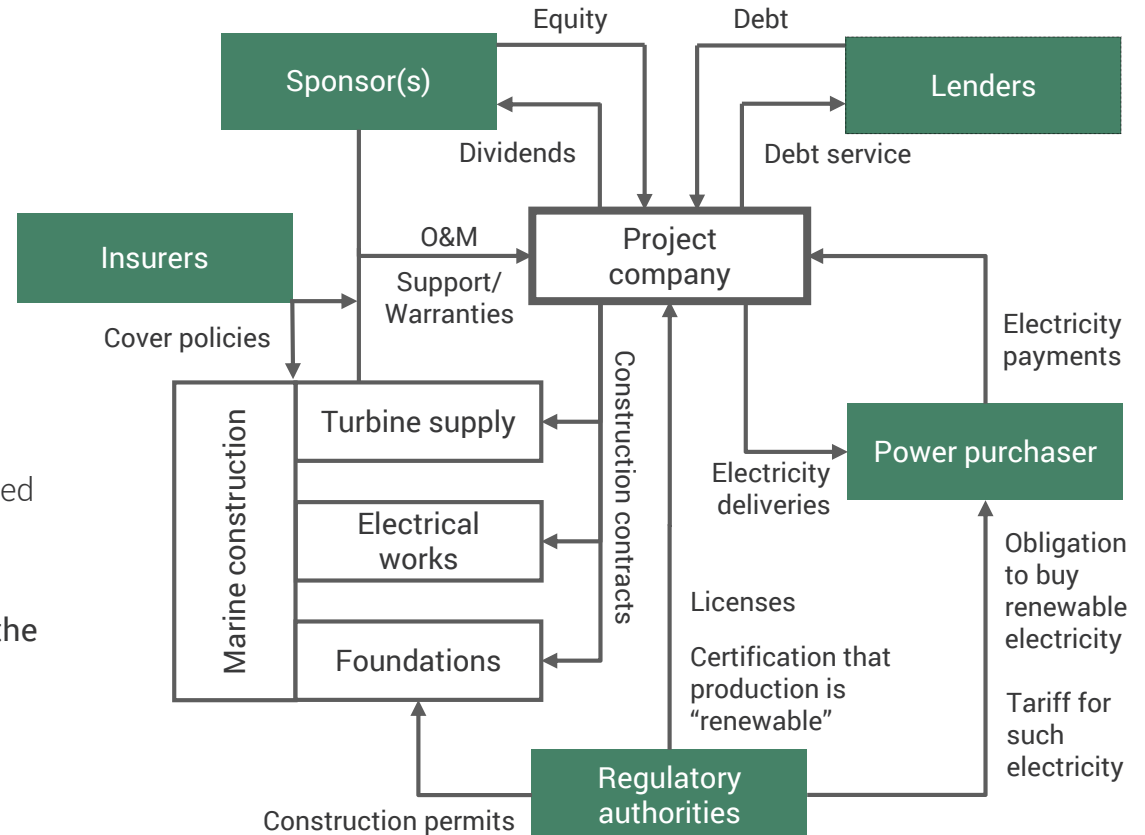 Equity
Debt
Sponsor(s)
Lenders
Dividends
Debt service
Insurers
O&M
Support/
Warranties
Project
company
Cover policies
Electricity
payments
Marine construction
Turbine supply
Construction contracts
Power purchaser
Electricity
deliveries
ed
Electrical
works
Obligation
to buy
renewable
electricity
Licenses
the
Foundations
Certification that
production is
“renewable”
Tariff for
such
electricity
Regulatory
authorities
Construction permits